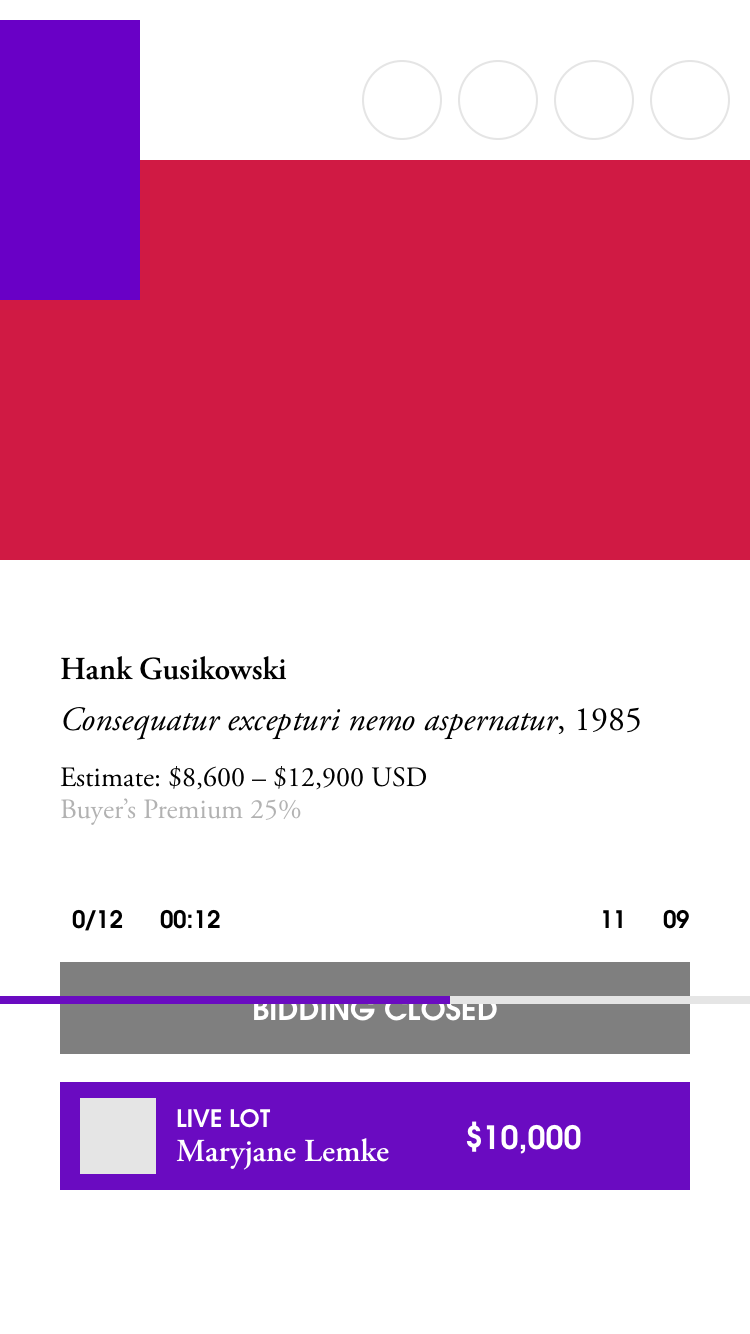 Hank Gusikowski
Consequatur excepturi nemo aspernatur, 1985
Estimate: $8,600 – $12,900 USD
Buyer’s Premium 25%
0/12 00:12 11 09
BIDDING CLOSED
LIVE LOT
Maryjane Lemke
$10,000